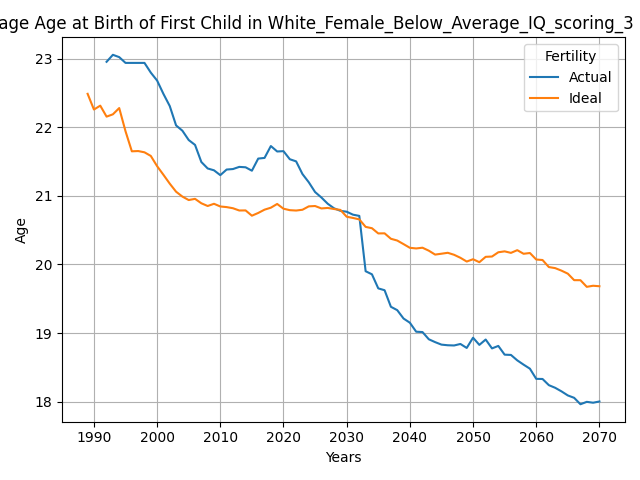 age Age at Birth of First Child in White_Female_Below_Average_IQ_scoring_3
Fertility
Actual
Ideal
23
22
21
20
19
18
Age
1990 2000 2010 2020 2030 2040 2050 2060 2070
Years